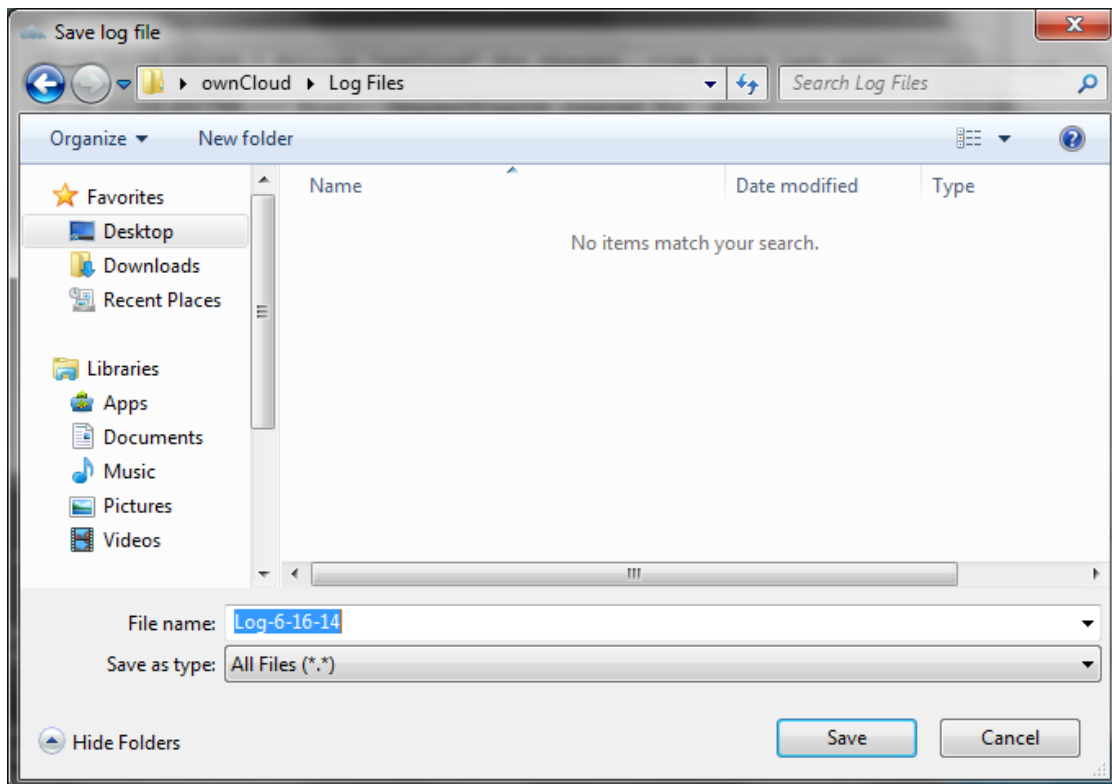 Save log file
ownCloud Log Files
Search Log Files
Organize
New folder
Favorites
Desktop
Downloads
Recent Places
Libraries
Apps
Documents
Music
Pictures
Videos
Name Date modified Type
No items match your search.
File name: Log-6-16-14
Save as type: All Files (*.*)
Hide Folders
Save
Cancel